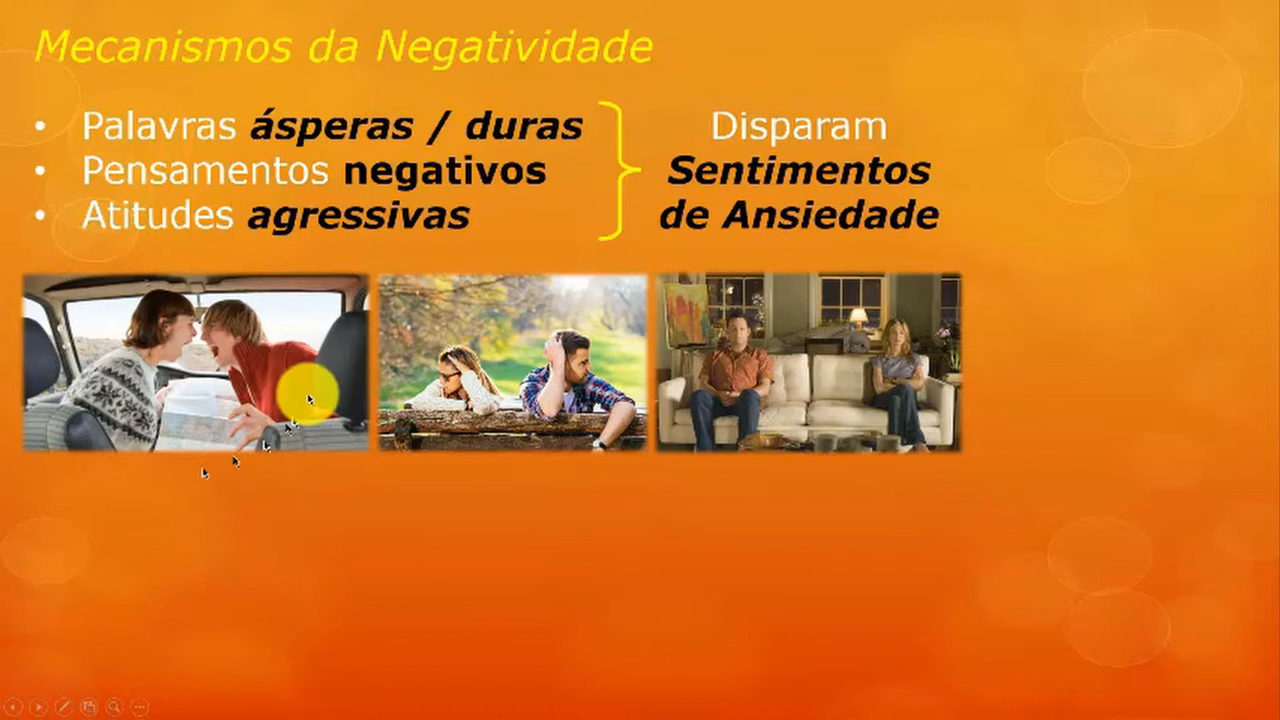 Mecanismos da Negatividade
• Palavras ásperas / duras
• Pensamentos negativos
• Atitudes agressivas
Disparam
Sentimentos
de Ansiedade